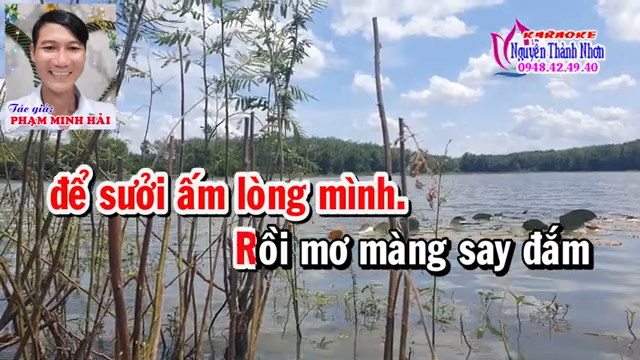 KARAOKE
Nguyễn Thành Nhơn
0948.42.49.40
Tác giả:
PHẠM MINH HẢI
để sưởi ấm lòng mình.
Rồi mơ màng say đắm